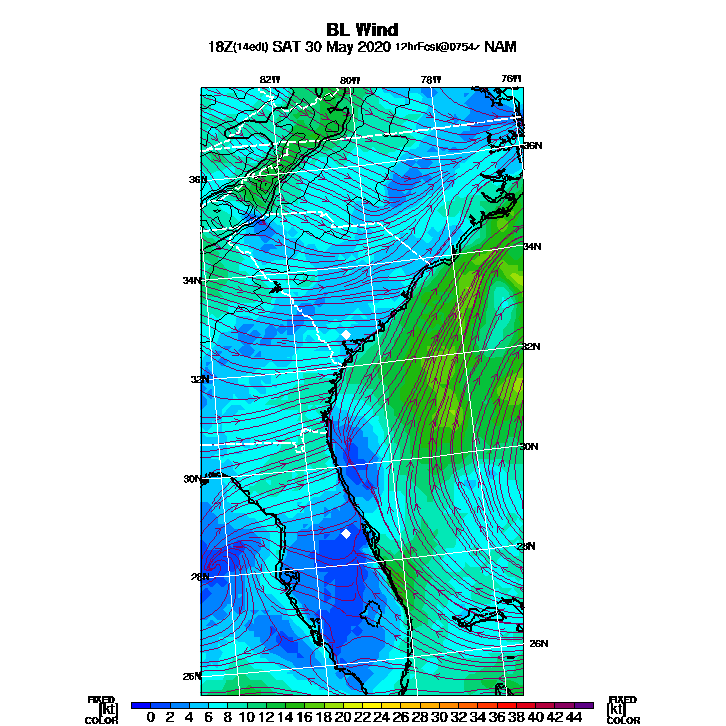 BL Wind
18Z(14edt) SAT 30 May 2020 12hrFcst@0754z NAM
82W 80W 78W 76W
36N
36N
34N
34N
32N
32N
30N
30N
28N
28N
26N
26N
FIXED FIXED
[kt] 0 2 4 6 8 10 12 14 16 18 20 22 24 26 28 30 32 34 36 38 40 42 44 [kt]
COLOR COLOR